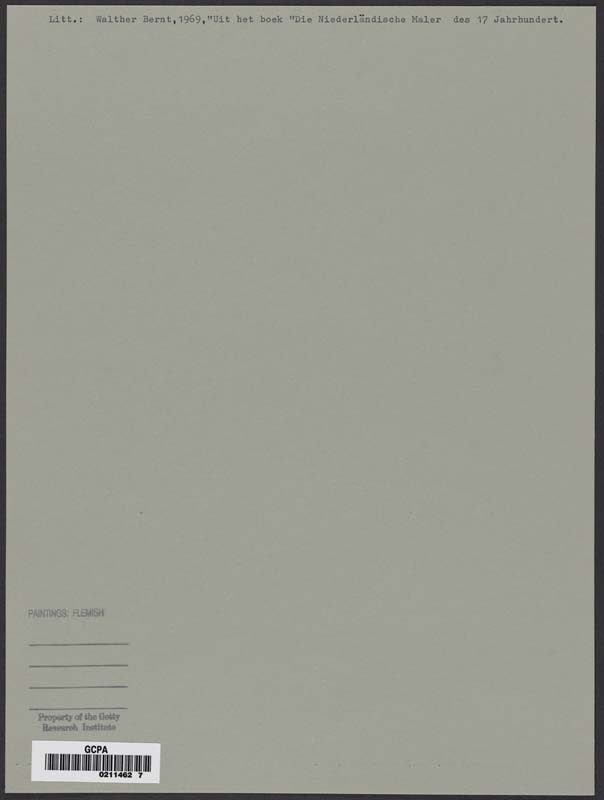 Litt.: Walther Bernt,1969,"Uit het boek "Die Niederländische Maler des 17 Jahrhundert.
PAINTINGS: FLEMISH
Property of the Getty
Research Institute
GCPA
0211462 7